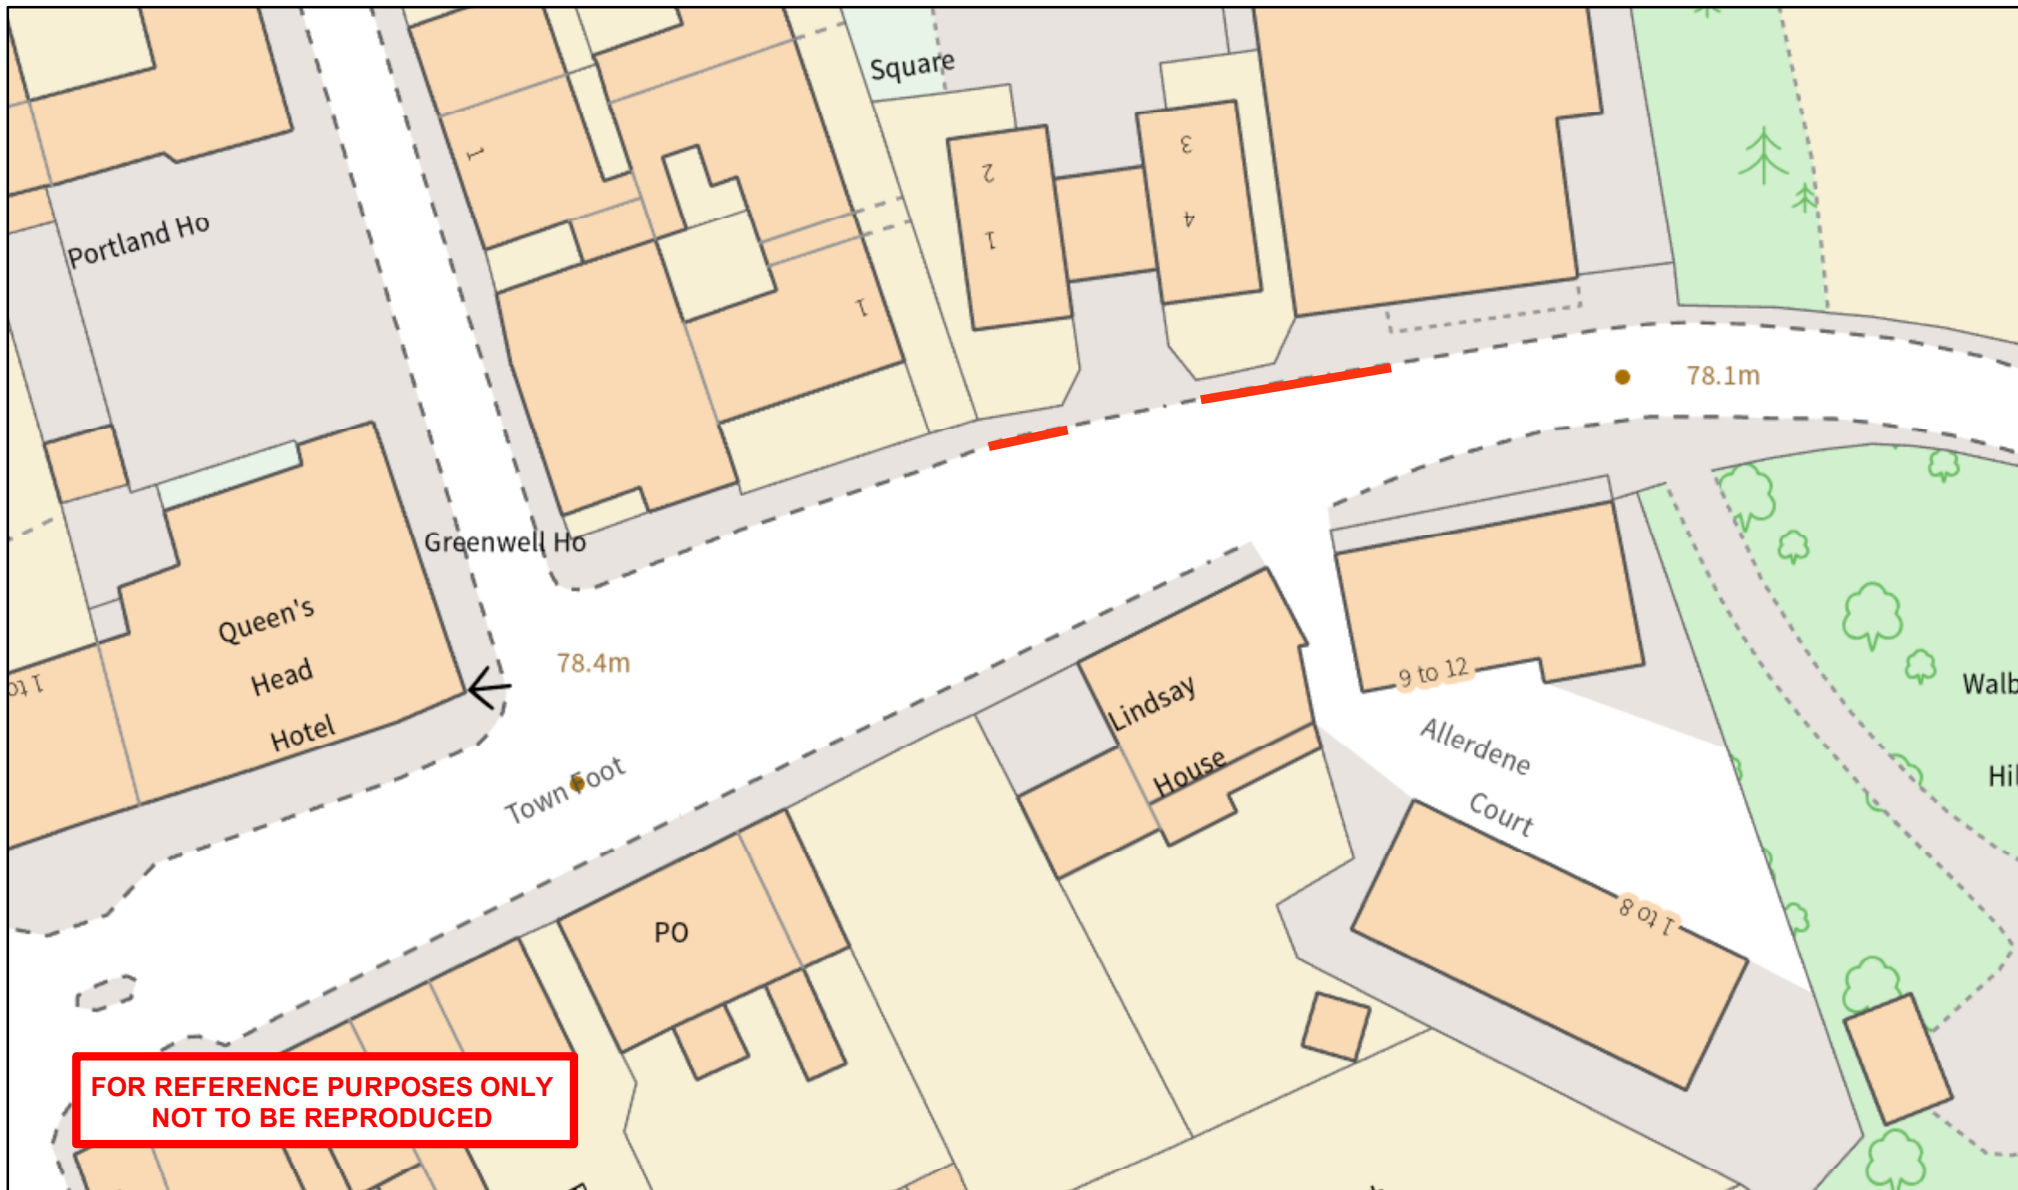 Square
1
2
1
3
4
Portland Ho
1
78.1m
Greenwell Ho
Queen's
Head
Hotel
78.4m
1 to
Town Foot
Lindsay
House
9 to 12
Allerdene
Court
Walb
Hil
PO
1 to 8
FOR REFERENCE PURPOSES ONLY
NOT TO BE REPRODUCED